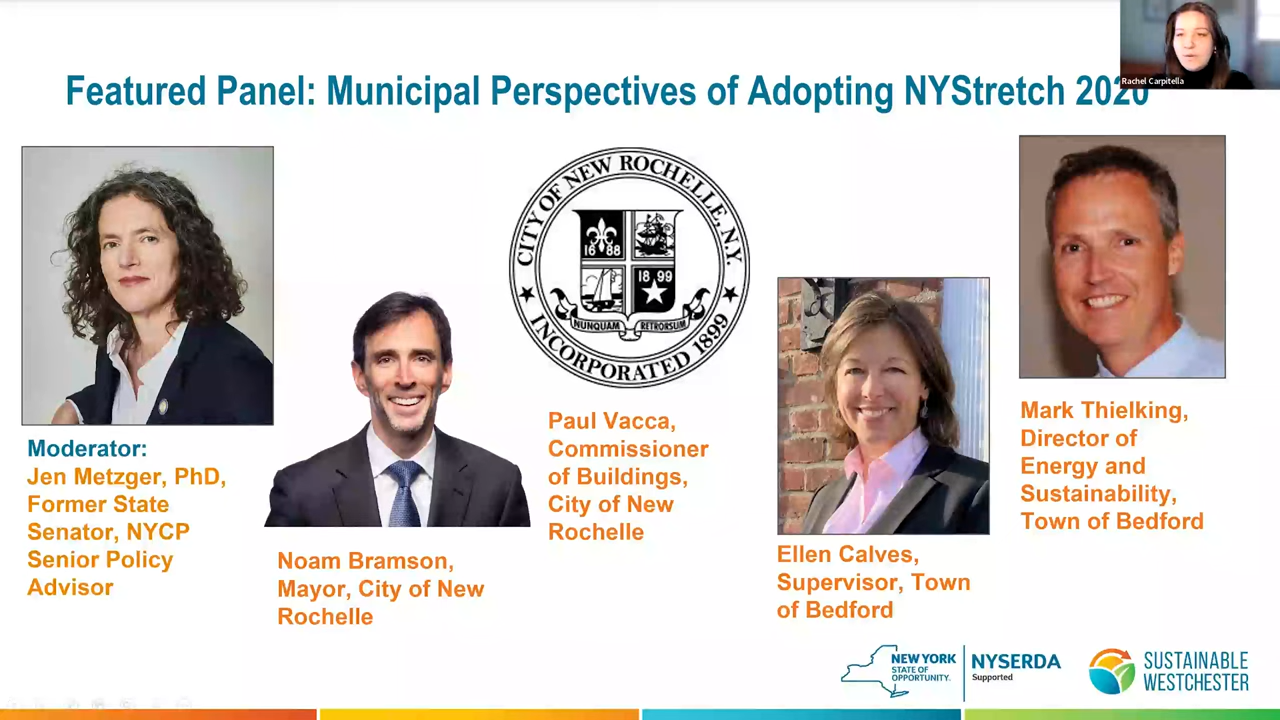 Rachel Carpitella
Featured Panel: Municipal Perspectives of Adopting NYStretch 2020
CITY OF NEW ROCHELLE, N.Y.
1688
1899
NUNQUAM RETRORSUM
INCORPORATED 1899
Moderator:
Jen Metzger, PhD,
Former State
Senator, NYCP
Senior Policy
Advisor
Noam Bramson,
Mayor, City of New
Rochelle
Paul Vacca,
Commissioner
of Buildings,
City of New
Rochelle
Ellen Calves,
Supervisor, Town
of Bedford
Mark Thielking,
Director of
Energy and
Sustainability,
Town of Bedford
NEW YORK
STATE OF
OPPORTUNITY.
NYSERDA
Supported
SUSTAINABLE
WESTCHESTER